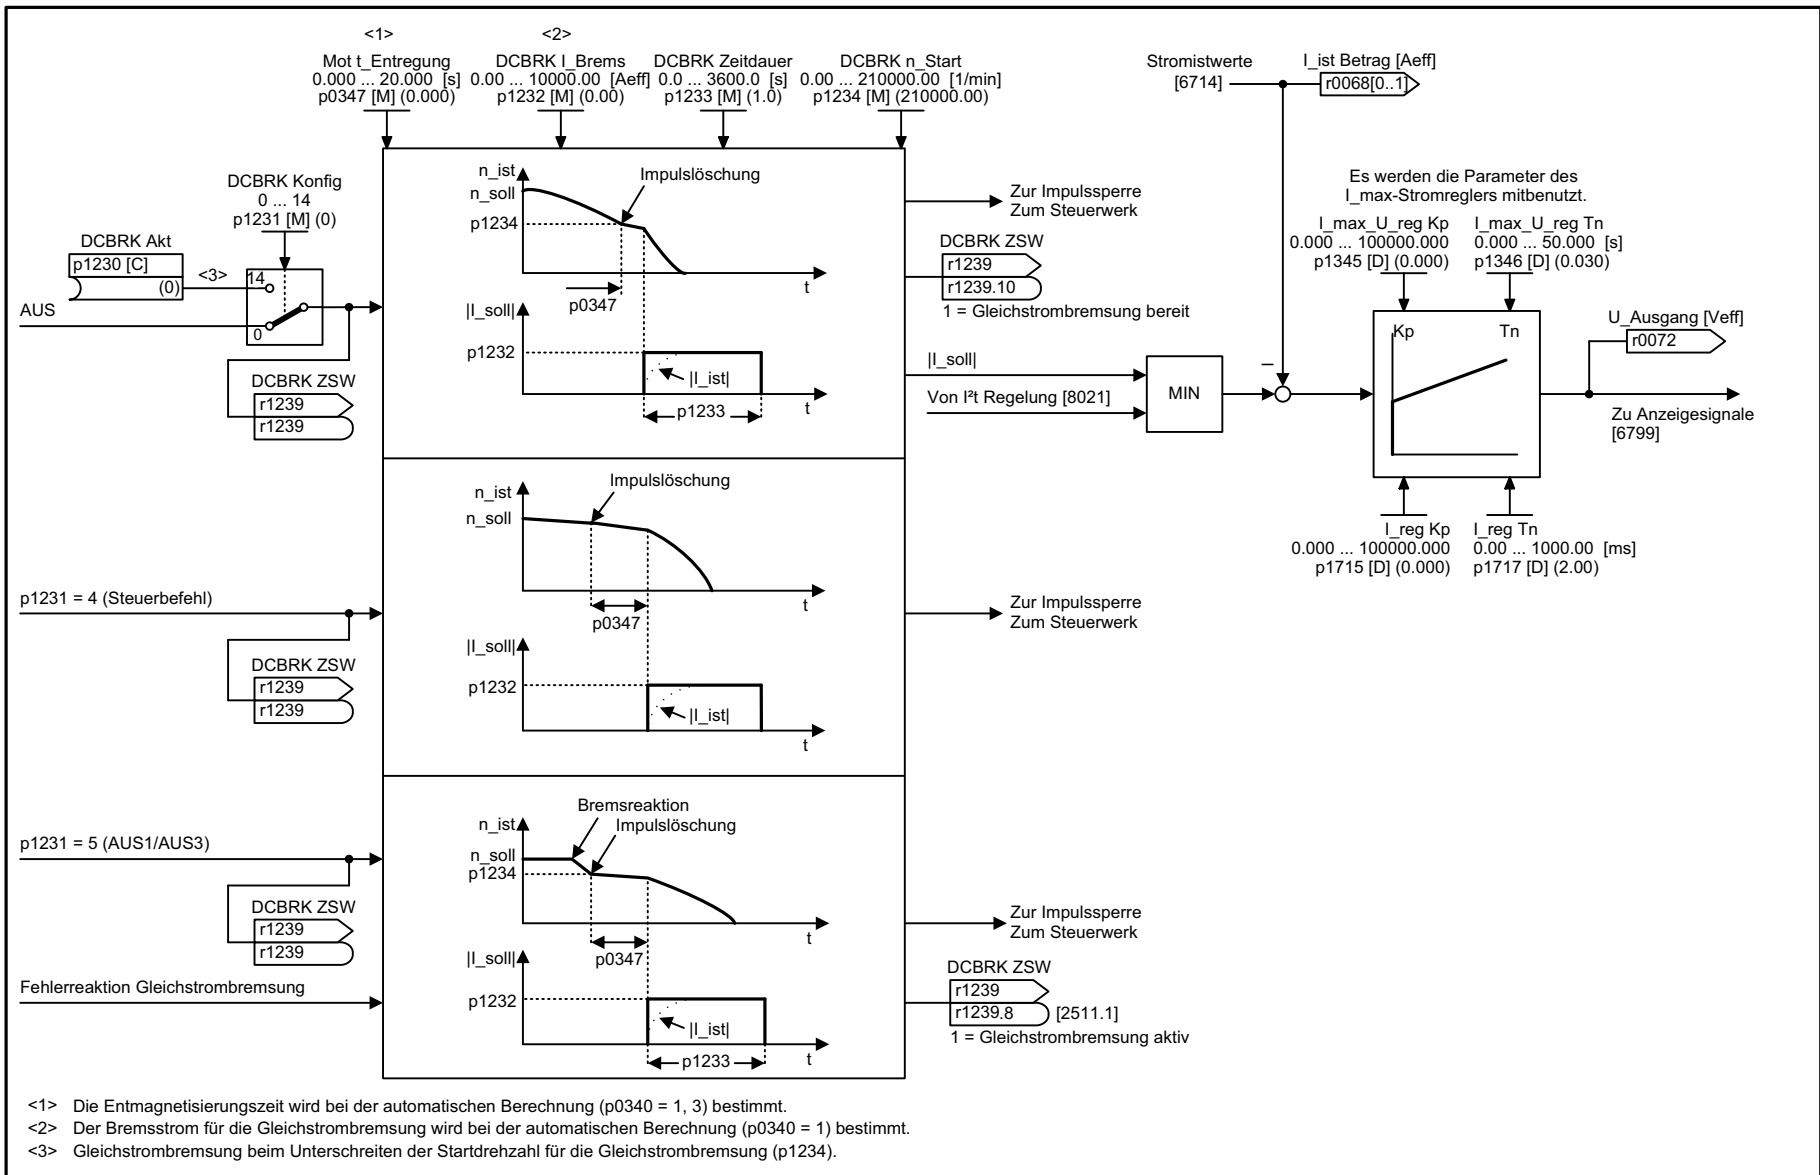 <1>
Mot t_Entregung
0.000 ... 20.000 [s]
p0347 [M] (0.000)
<2>
DCBRK I_Brems
0.00 ... 10000.00 [Aeff]
p1232 [M] (0.00)
DCBRK Zeitdauer
0.0 ... 3600.0 [s]
p1233 [M] (1.0)
DCBRK n_Start
0.00 ... 210000.00 [1/min]
p1234 [M] (210000.00)
Stromistwerte
[6714]
I_ist Betrag [Aeff]
r0068[0..1]
DCBRK Konfig
0 ... 14
p1231 [M] (0)
DCBRK Akt
p1230 [C]
(0)
<3>
14
0
AUS
DCBRK ZSW
r1239
r1239
n_ist
n_soll
p1234
Impulslöschung
t
p0347
|I_soll|
p1232
|I_ist|
p1233
t
Zur Impulssperre
Zum Steuerwerk
DCBRK ZSW
r1239
r1239.10
1 = Gleichstrombremsung bereit
|I_soll|
Von I²t Regelung [8021]
MIN
–
Es werden die Parameter des
I_max-Stromreglers mitbenutzt.
I_max_U_reg Kp
0.000 ... 100000.000
p1345 [D] (0.000)
I_max_U_reg Tn
0.000 ... 50.000 [s]
p1346 [D] (0.030)
Kp
Tn
I_reg Kp
0.000 ... 100000.000
p1715 [D] (0.000)
I_reg Tn
0.00 ... 1000.00 [ms]
p1717 [D] (2.00)
U_Ausgang [Veff]
r0072
Zu Anzeigesignale
[6799]
p1231 = 4 (Steuerbefehl)
DCBRK ZSW
r1239
r1239
n_ist
n_soll
Impulslöschung
t
p0347
|I_soll|
p1232
|I_ist|
t
Zur Impulssperre
Zum Steuerwerk
p1231 = 5 (AUS1/AUS3)
DCBRK ZSW
r1239
r1239
Fehlerreaktion Gleichstrombremsung
Bremsreaktion
Impulslöschung
n_ist
n_soll
p1234
t
p0347
|I_soll|
p1232
|I_ist|
p1233
t
Zur Impulssperre
Zum Steuerwerk
DCBRK ZSW
r1239
r1239.8
[2511.1]
1 = Gleichstrombremsung aktiv
<1> Die Entmagnetisierungszeit wird bei der automatischen Berechnung (p0340 = 1, 3) bestimmt.
<2> Der Bremsstrom für die Gleichstrombremsung wird bei der automatischen Berechnung (p0340 = 1) bestimmt.
<3> Gleichstrombremsung beim Unterschreiten der Startdrehzahl für die Gleichstrombremsung (p1234).